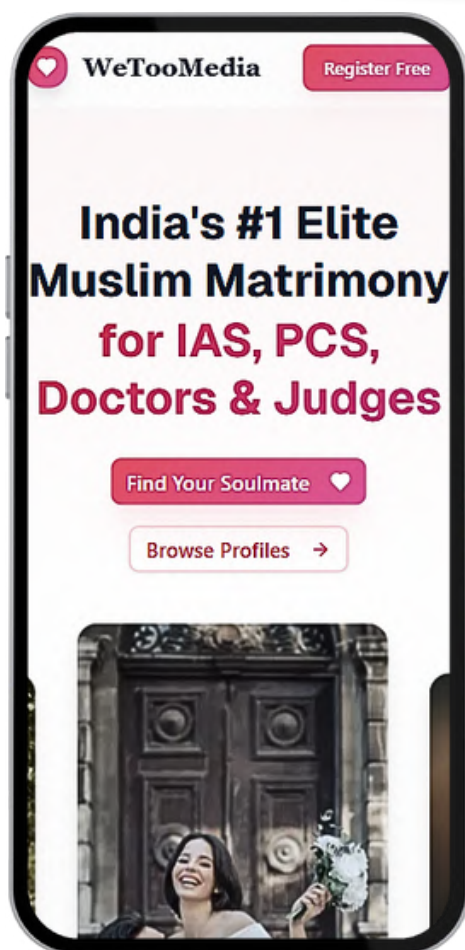 WeTooMedia
Register Free
India's #1 Elite
Muslim Matrimony
for IAS, PCS,
Doctors & Judges
Find Your Soulmate
Browse Profiles